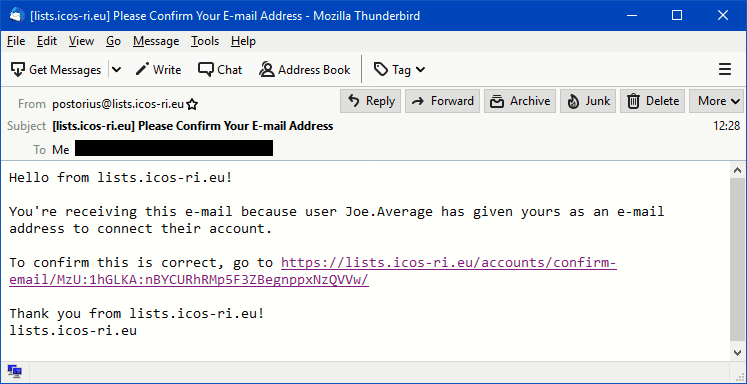 [lists.icos-ri.eu] Please Confirm Your E-mail Address - Mozilla Thunderbird
File Edit View Go Message Tools Help
Get Messages Write Chat Address Book Tag
From postorius@lists.icos-ri.eu Reply Forward Archive Junk Delete More
Subject [lists.icos-ri.eu] Please Confirm Your E-mail Address 12:28
To Me
Hello from lists.icos-ri.eu!
You're receiving this e-mail because user Joe.Average has given yours as an e-mail
address to connect their account.
To confirm this is correct, go to https://lists.icos-ri.eu/accounts/confirm-
email/MzU:1hGLKA:nBYCURhRMp5F3ZBegnppxNzQVVw/
Thank you from lists.icos-ri.eu!
lists.icos-ri.eu